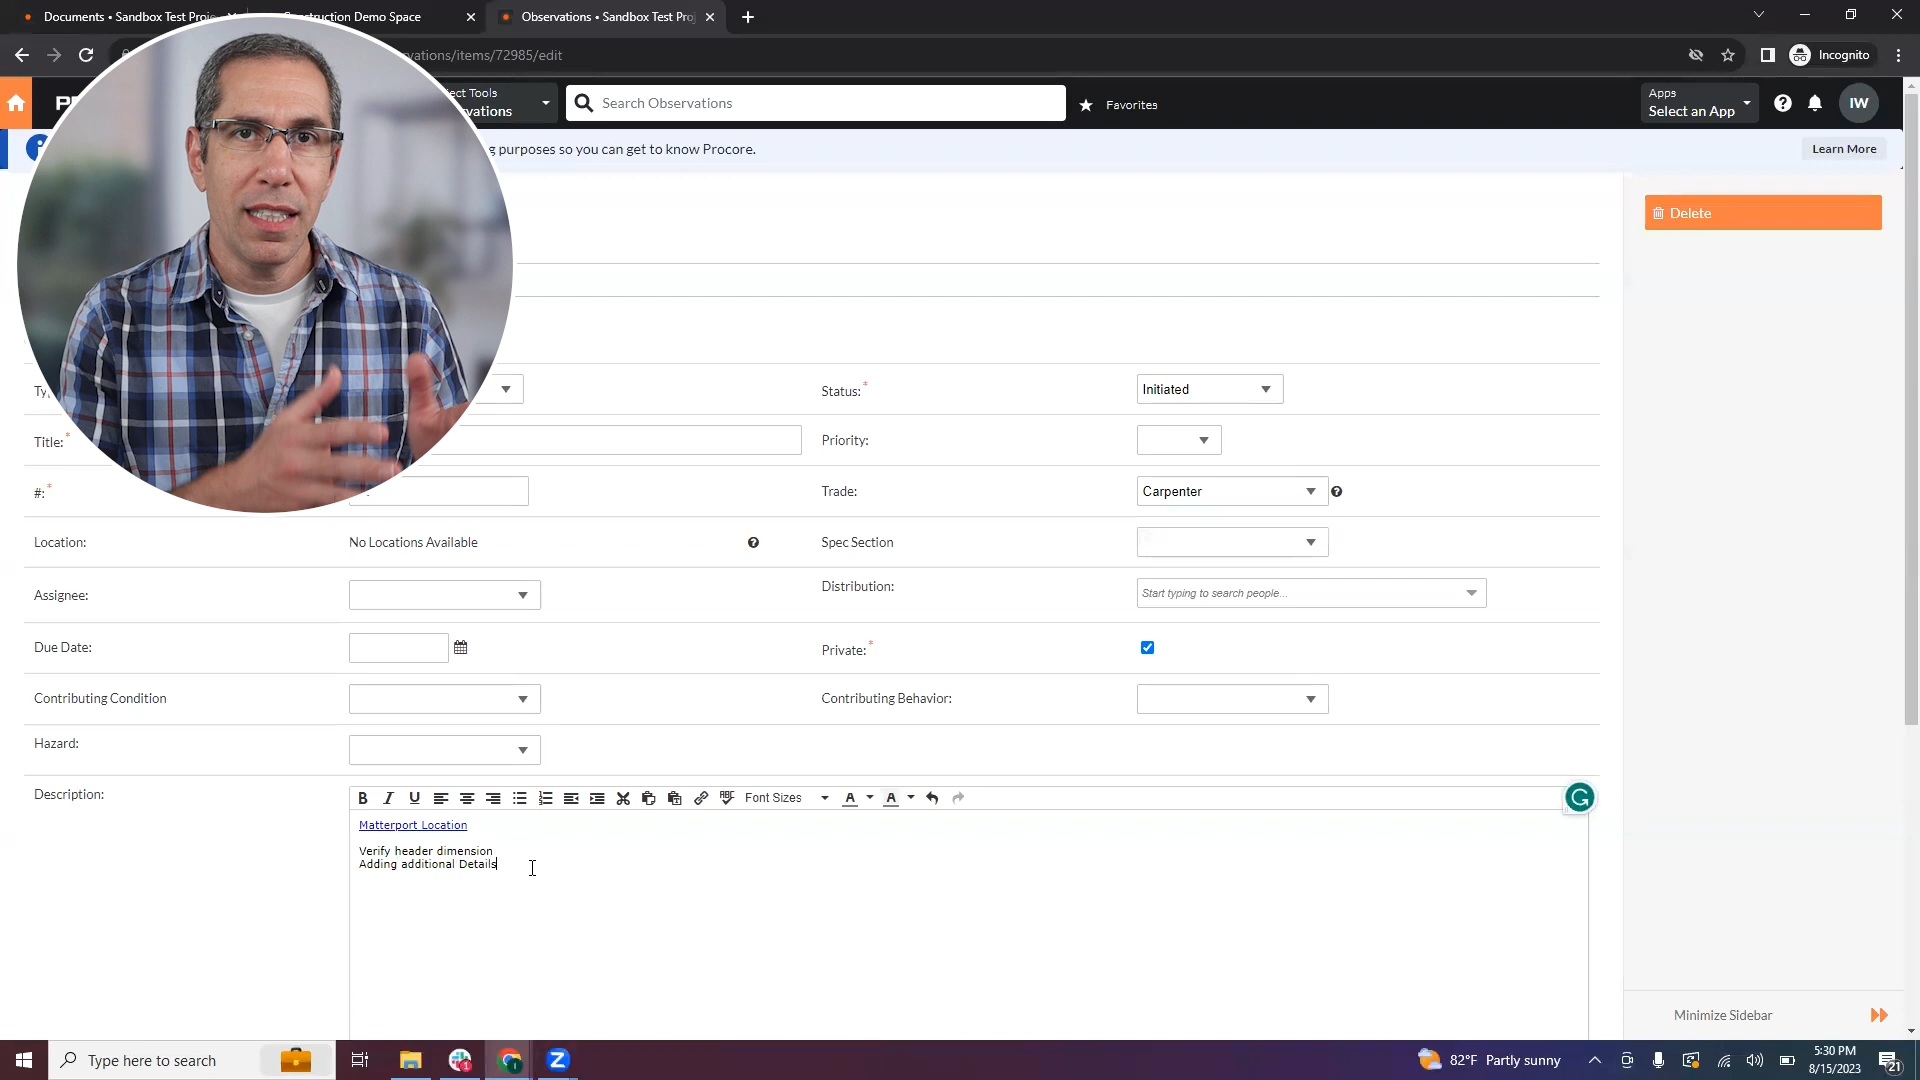 Documents • Sandbox Test Proje
struction Demo Space
Observations • Sandbox Test Proj
vations/items/72985/edit
Incognito
ect Tools
vations
Search Observations
Favorites
Apps
Select an App
IW
g purposes so you can get to know Procore.
Learn More
Delete
Status:*
Initiated
Title:*
Priority:
#:*
Trade:
Carpenter
Location:
No Locations Available
Spec Section
Assignee:
Distribution:
Start typing to search people...
Due Date:
Private:*
Contributing Condition
Contributing Behavior:
Hazard:
Description:
B I U
ABC
Font Sizes
A
A
Matterport Location
Verify header dimension
Adding additional Details
Minimize Sidebar
Type here to search
82°F Partly sunny
5:30 PM
8/15/2023
21